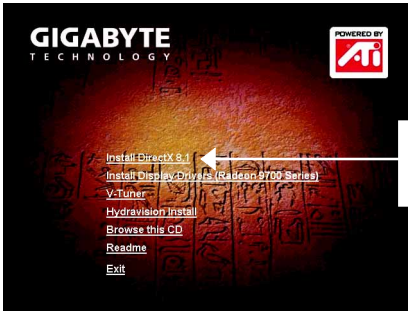 GIGABYTE
TECHNOLOGY
POWERED BY
ATi
Install DirectX 8.1
Install Display Drivers (Radeon 9700 Series)
V-Tuner
Hydravision Install
Browse this CD
Readme
Exit